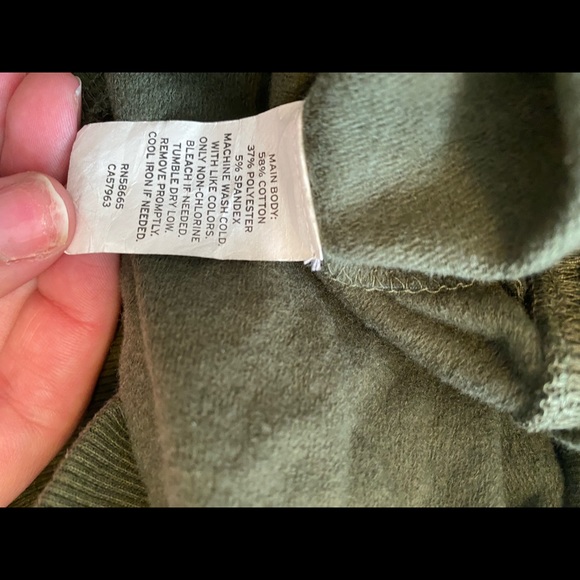 MAIN BODY:
58% COTTON
37% POLYESTER
5% SPANDEX
MACHINE WASH COLD
WITH LIKE COLORS.
ONLY NON-CHLORINE
BLEACH IF NEEDED.
TUMBLE DRY LOW.
REMOVE PROMPTLY.
COOL IRON IF NEEDED.
RN58665
CA57963